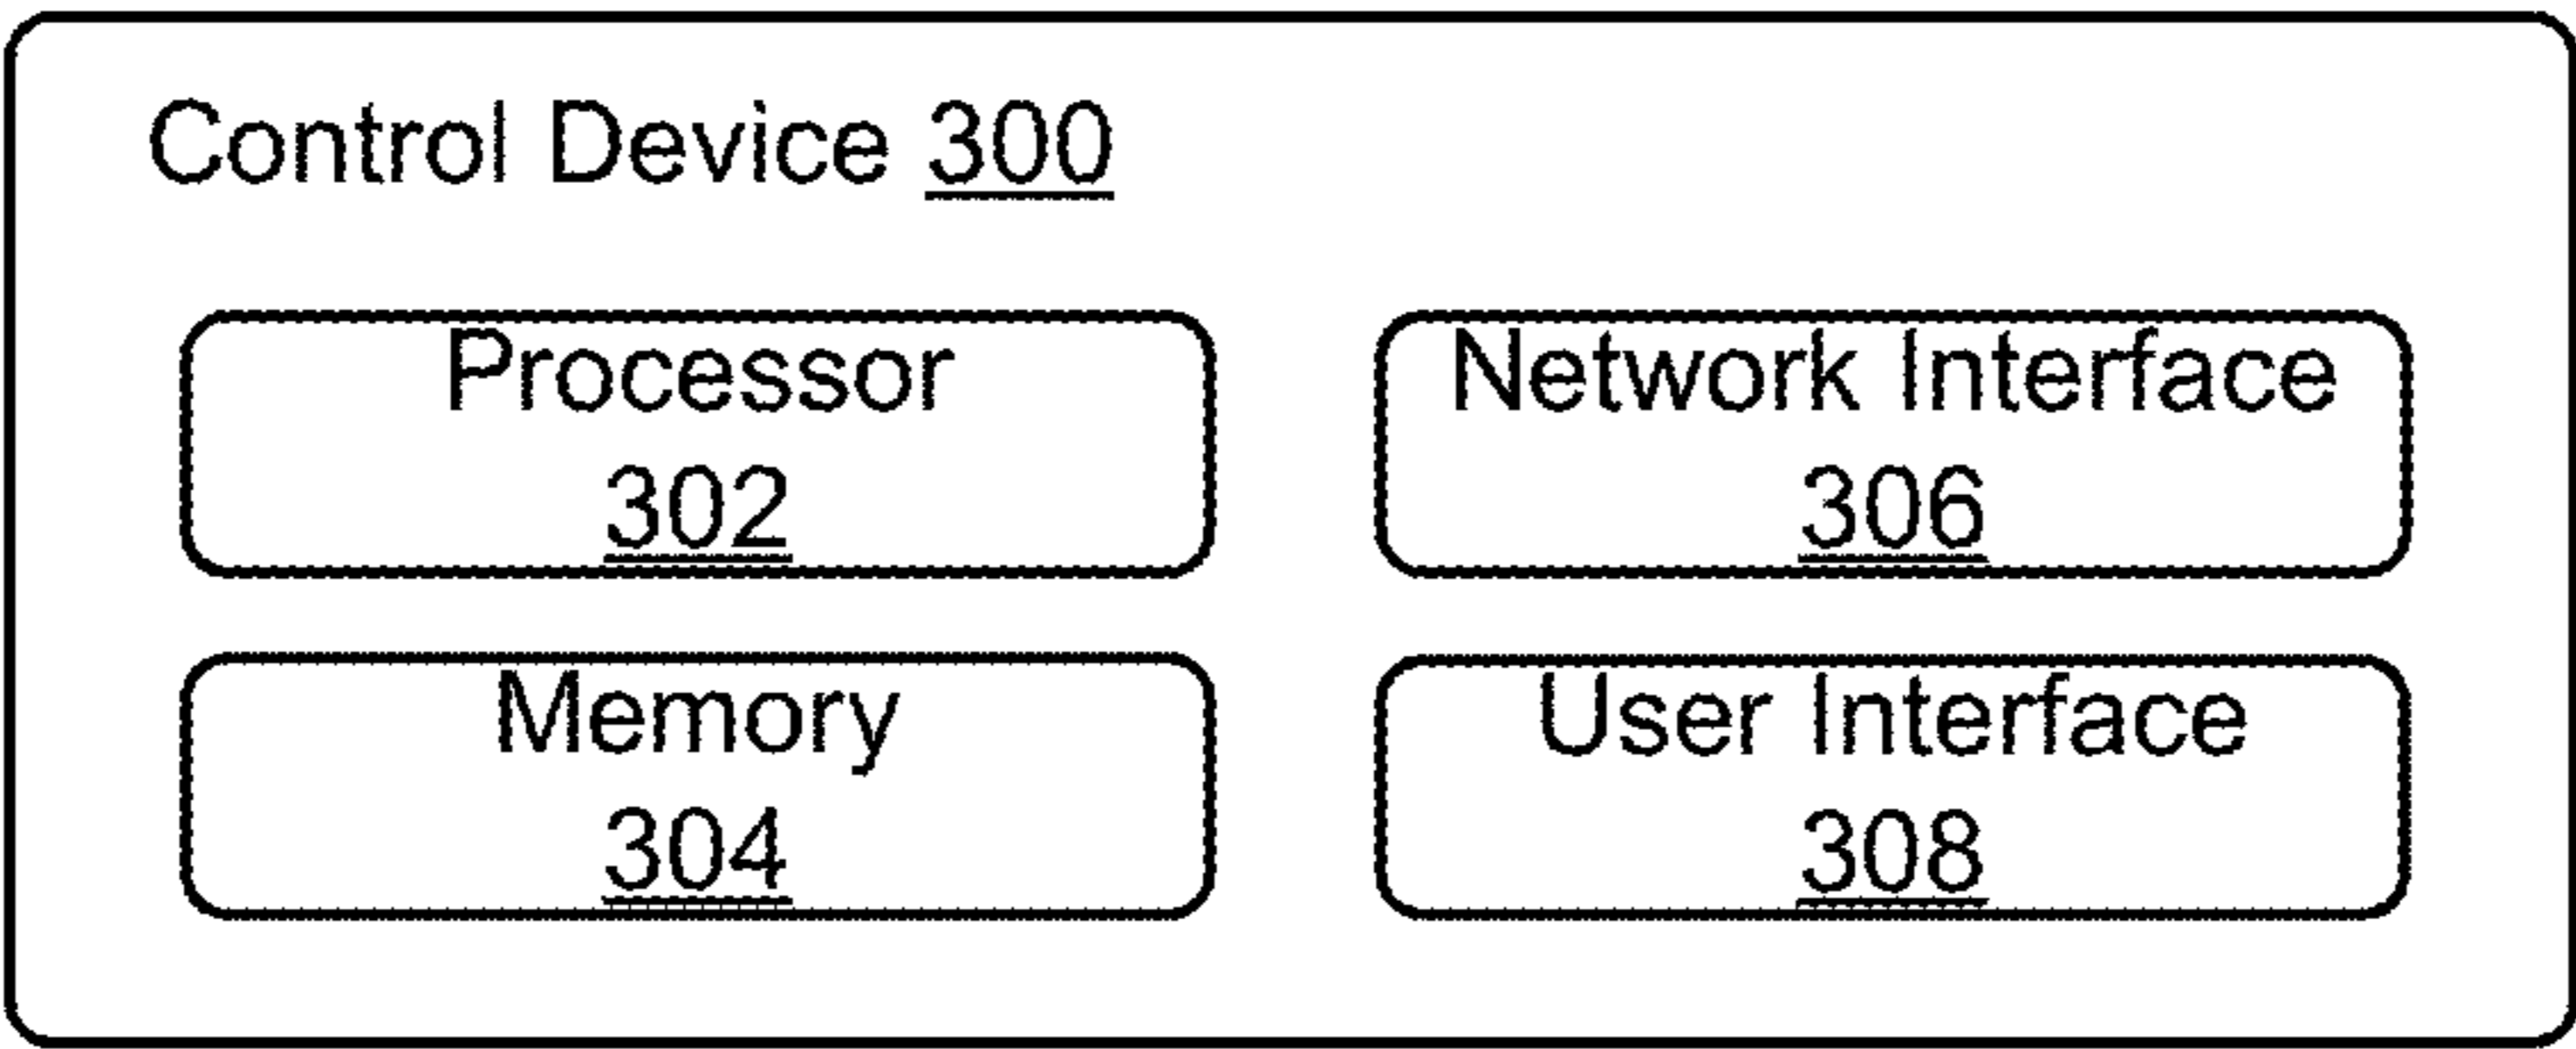 Control Device 300
Processor
302
Network Interface
306
Memory
304
User Interface
308